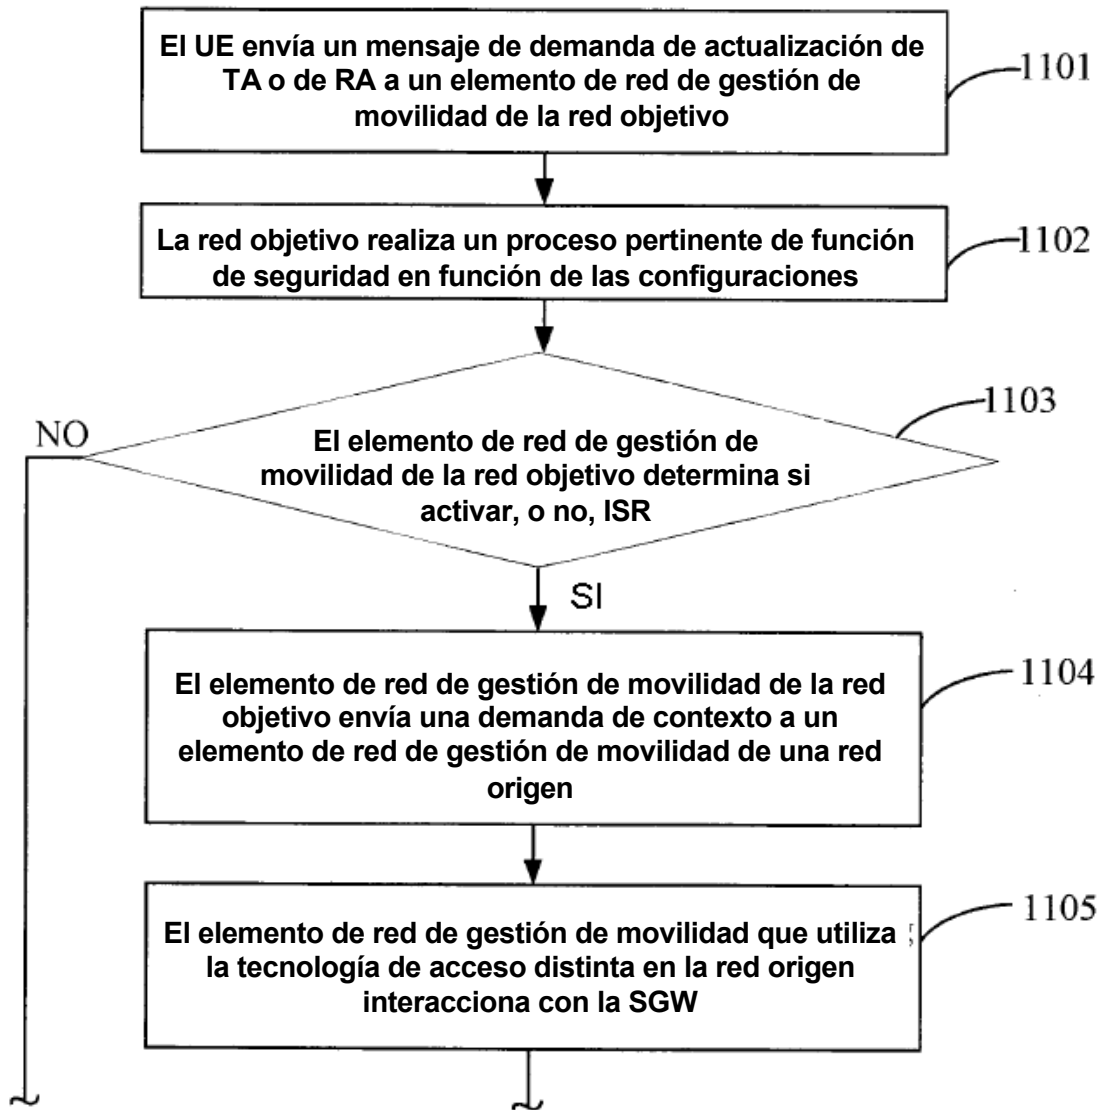 El UE envía un mensaje de demanda de actualización de
TA o de RA a un elemento de red de gestión de
movilidad de la red objetivo
1101
La red objetivo realiza un proceso pertinente de función
de seguridad en función de las configuraciones
1102
1103
NO
El elemento de red de gestión de
movilidad de la red objetivo determina si
activar, o no, ISR
SI
El elemento de red de gestión de movilidad de la red
objetivo envía una demanda de contexto a un
elemento de red de gestión de movilidad de una red
origen
1104
El elemento de red de gestión de movilidad que utiliza
la tecnología de acceso distinta en la red origen
interacciona con la SGW
1105